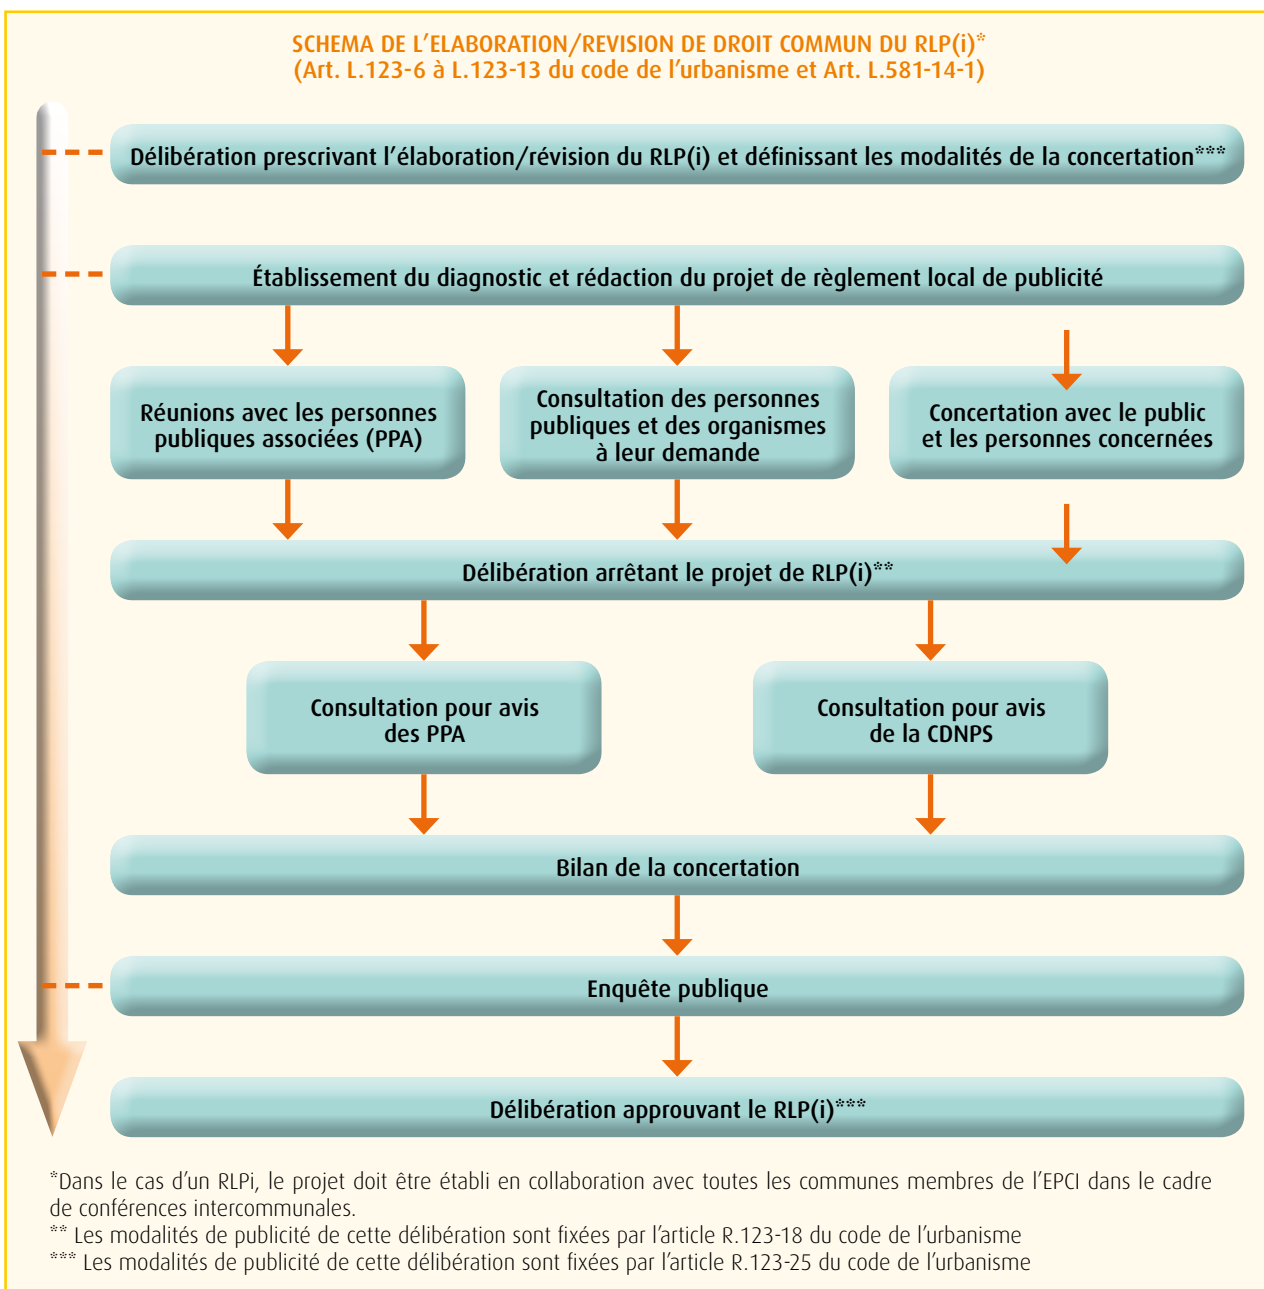 SCHEMA DE L'ELABORATION/REVISION DE DROIT COMMUN DU RLP(i)*
(Art. L.123-6 à L.123-13 du code de l'urbanisme et Art. L.581-14-1)
Délibération prescrivant l'élaboration/révision du RLP(i) et définissant les modalités de la concertation***
Établissement du diagnostic et rédaction du projet de règlement local de publicité
Réunions avec les personnes
publiques associées (PPA)
Consultation des personnes
publiques et des organismes
à leur demande
Concertation avec le public
et les personnes concernées
Délibération arrêtant le projet de RLP(i)**
Consultation pour avis
des PPA
Consultation pour avis
de la CDNPS
Bilan de la concertation
Enquête publique
Délibération approuvant le RLP(i)***
*Dans le cas d'un RLPi, le projet doit être établi en collaboration avec toutes les communes membres de l'EPCI dans le cadre
de conférences intercommunales.
** Les modalités de publicité de cette délibération sont fixées par l'article R.123-18 du code de l'urbanisme
*** Les modalités de publicité de cette délibération sont fixées par l'article R.123-25 du code de l'urbanisme